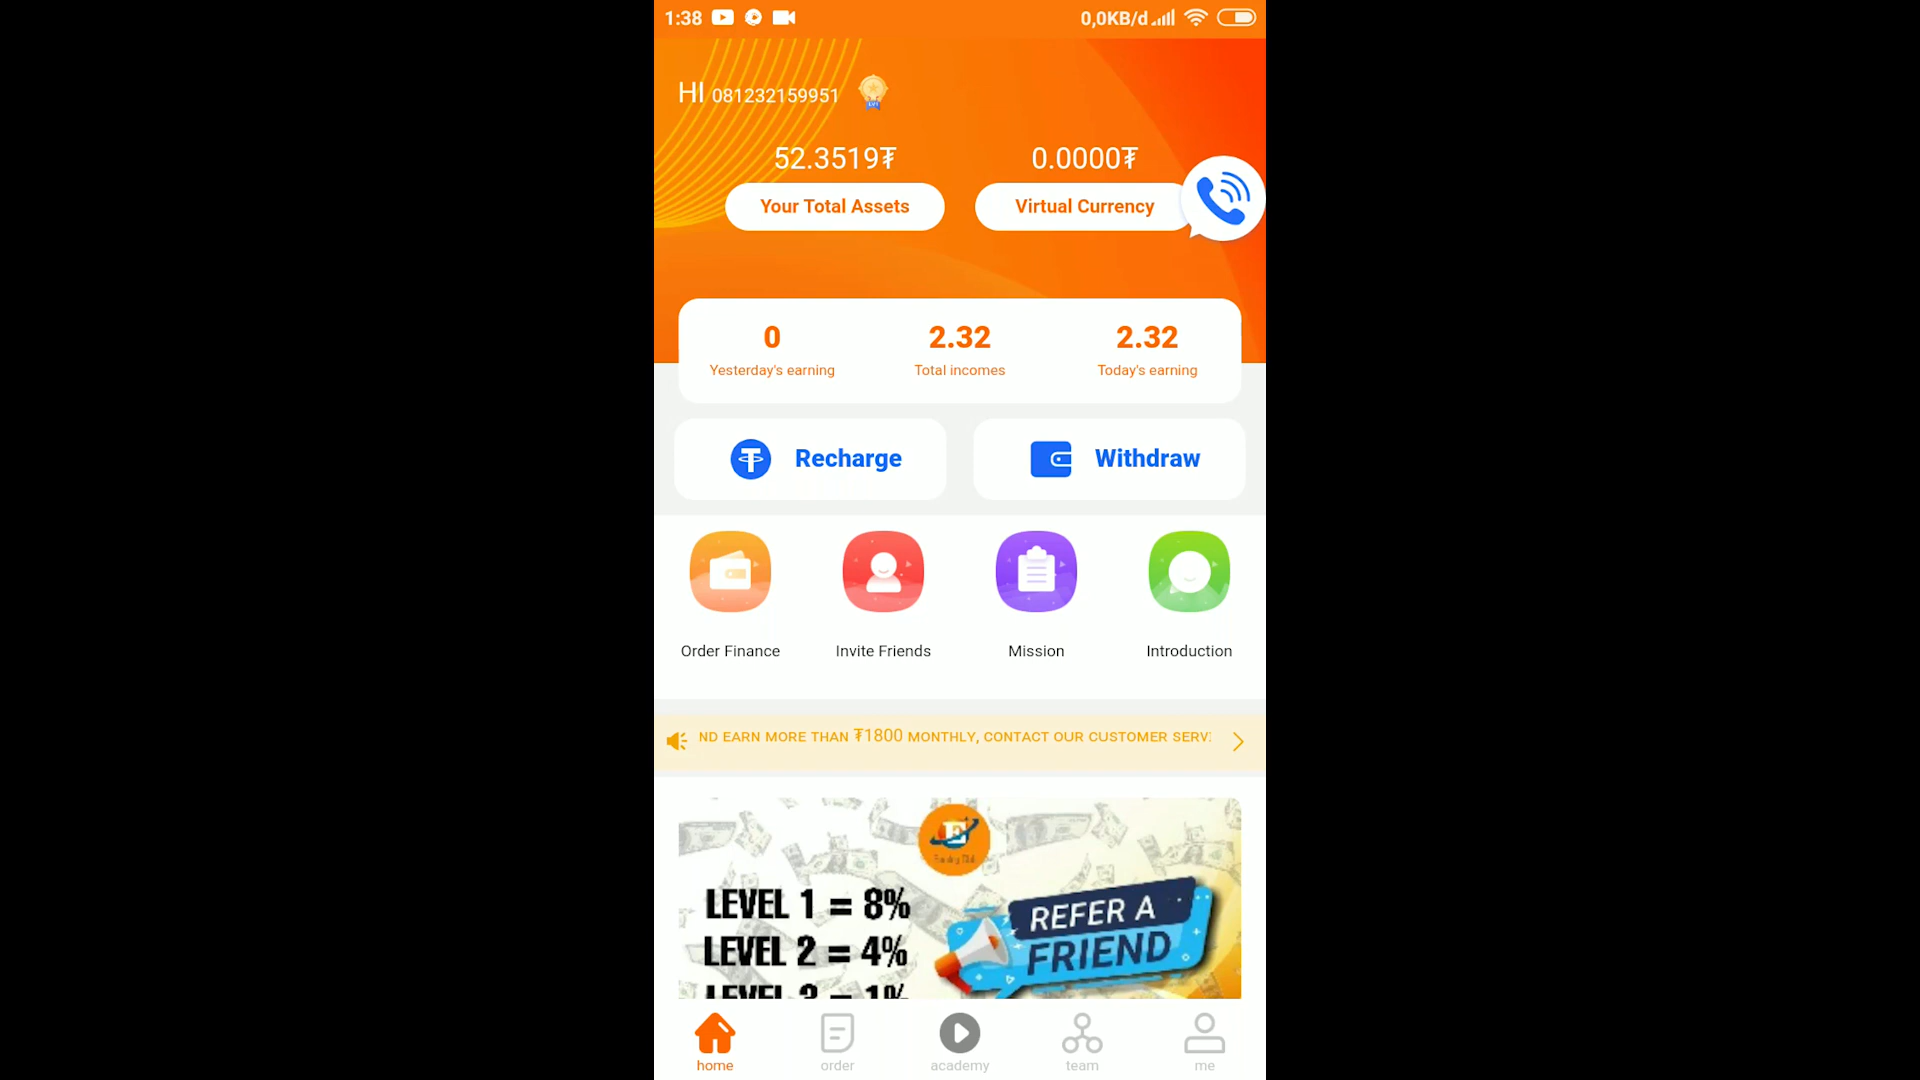 1:38
0,0KB/d
HI 081232159951
52.3519₮
0.0000₮
Your Total Assets
Virtual Currency
0
2.32
2.32
Yesterday's earning
Total incomes
Today's earning
Recharge
Withdraw
Order Finance
Invite Friends
Mission
Introduction
ND EARN MORE THAN ₮1800 MONTHLY, CONTACT OUR CUSTOMER SERV
E
LEVEL 1 = 8%
LEVEL 2 = 4%
LEVEL 3 = 1%
REFER A
FRIEND
home
order
academy
team
me